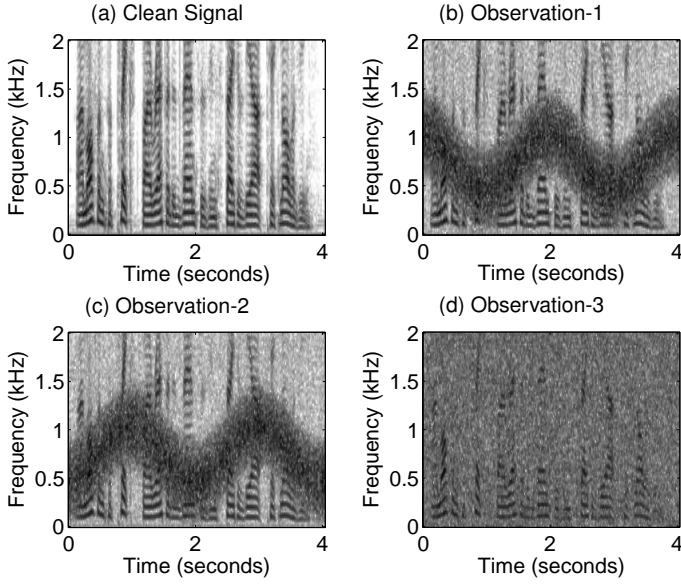 (a) Clean Signal
Frequency (kHz)
2
1.5
1
0.5
0
0
2
4
Time (seconds)
(b) Observation-1
Frequency (kHz)
2
1.5
1
0.5
0
0
2
4
Time (seconds)
(c) Observation-2
Frequency (kHz)
2
1.5
1
0.5
0
0
2
4
Time (seconds)
(d) Observation-3
Frequency (kHz)
2
1.5
1
0.5
0
0
2
4
Time (seconds)